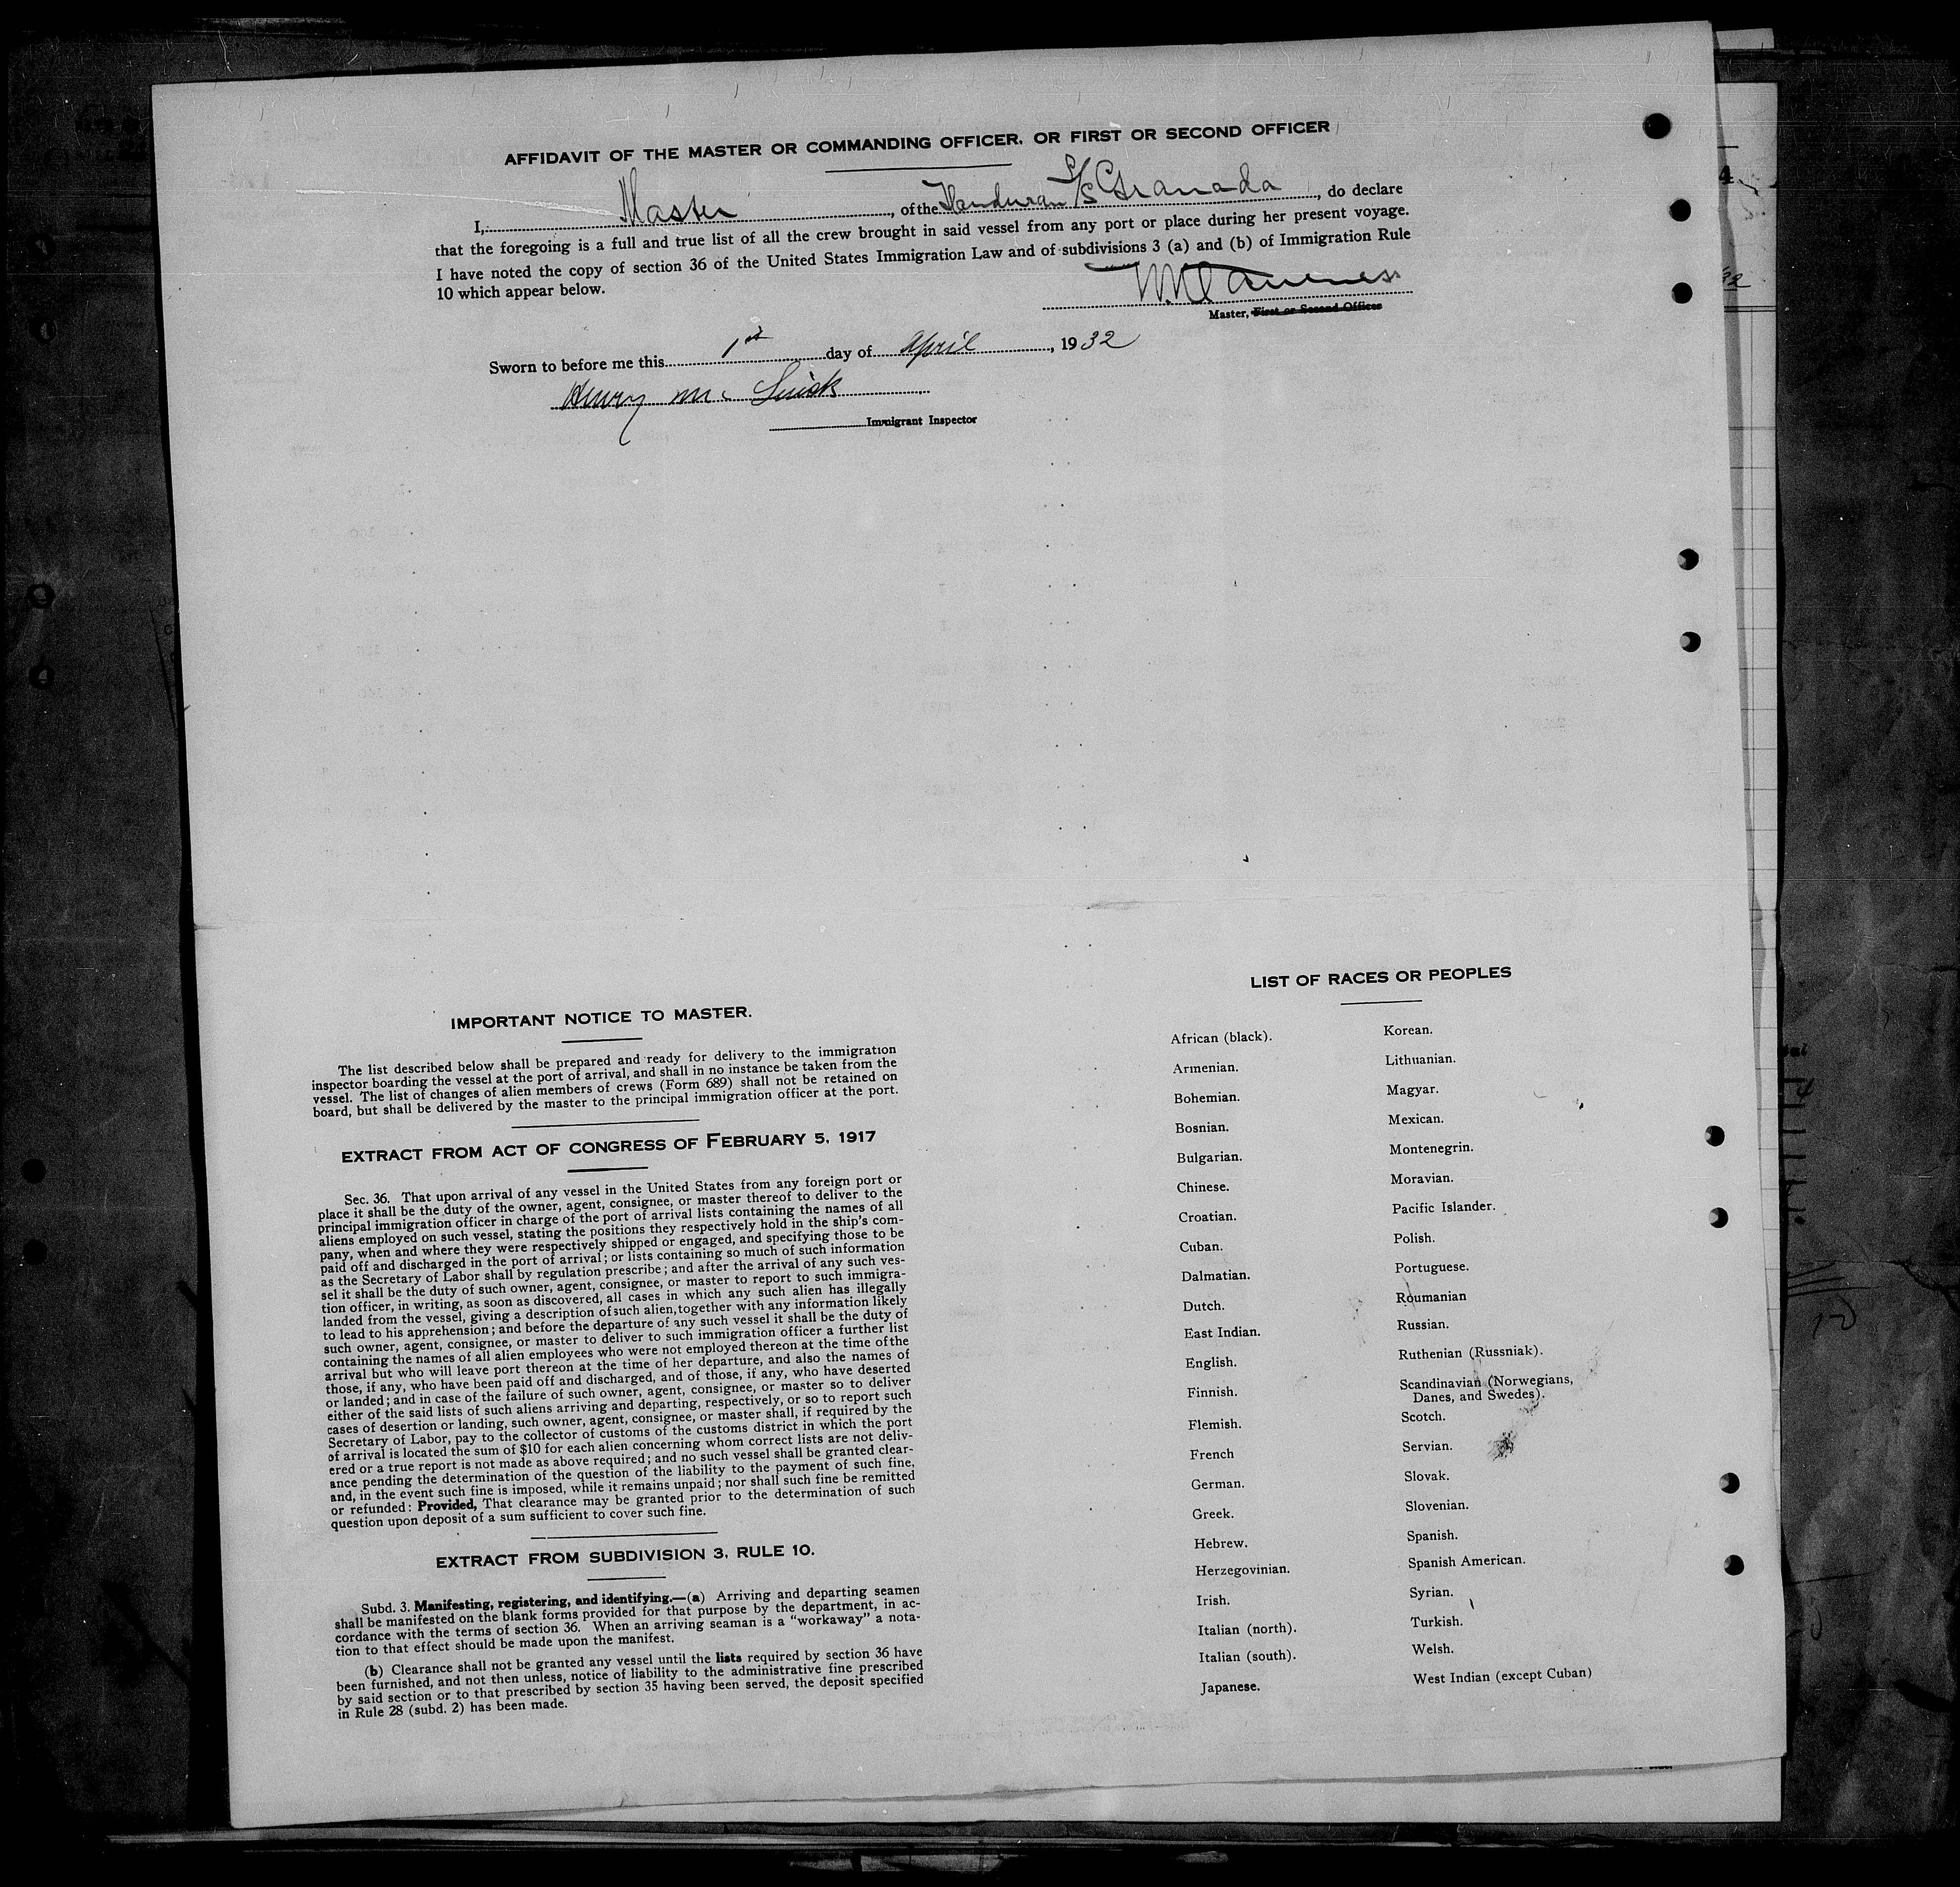 AFFIDAVIT OF THE MASTER OR COMMANDING OFFICER, OR FIRST OR SECOND OFFICER
I, Master, of the Honduran S/S Granada, do declare
that the foregoing is a full and true list of all the crew brought in said vessel from any port or place during her present voyage.
I have noted the copy of section 36 of the United States Immigration Law and of subdivisions 3 (a) and (b) of Immigration Rule
10 which appear below.
Master, First or Second Officer
Sworn to before me this 1st day of April, 1932
Henry Mc
Immigrant Inspector
IMPORTANT NOTICE TO MASTER.
The list described below shall be prepared and ready for delivery to the immigration
inspector boarding the vessel at the port of arrival, and shall in no instance be taken from the
vessel. The list of changes of alien members of crews (Form 689) shall not be retained on
board, but shall be delivered by the master to the principal immigration officer at the port.
EXTRACT FROM ACT OF CONGRESS OF FEBRUARY 5, 1917
Sec. 36. That upon arrival of any vessel in the United States from any foreign port or
place it shall be the duty of the owner, agent, consignee, or master thereof to deliver to the
principal immigration officer in charge of the port of arrival lists containing the names of all
aliens employed on such vessel, stating the positions they respectively hold in the ship's com-
pany, when and where they were respectively shipped or engaged, and specifying those to be
paid off and discharged in the port of arrival; or lists containing so much of such information
as the Secretary of Labor shall by regulation prescribe; and after the arrival of any such ves-
sel it shall be the duty of such owner, agent, consignee, or master to report to such immigra-
tion officer, in writing, as soon as discovered, all cases in which any such alien has illegally
landed from the vessel, giving a description of such alien, together with any information likely
to lead to his apprehension; and before the departure of any such vessel it shall be the duty of
such owner, agent, consignee, or master to deliver to such immigration officer a further list
containing the names of all alien employees who were not employed thereon at the time of the
arrival but who will leave port thereon at the time of her departure, and also the names of
those, if any, who have been paid off and discharged, and of those, if any, who have deserted
or landed; and in case of the failure of such owner, agent, consignee, or master so to deliver
either of the said lists of such aliens arriving and departing, respectively, or so to report such
cases of desertion or landing, such owner, agent, consignee, or master shall, if required by the
Secretary of Labor, pay to the collector of customs of the customs district in which the port
of arrival is located the sum of $10 for each alien concerning whom correct lists are not deliv-
ered or a true report is not made as above required; and no such vessel shall be granted clear-
ance pending the determination of the question of the liability to the payment of such fine,
and, in the event such fine is imposed, while it remains unpaid; nor shall such fine be remitted
or refunded: Provided, That clearance may be granted prior to the determination of such
question upon deposit of a sum sufficient to cover such fine.
EXTRACT FROM SUBDIVISION 3, RULE 10.
Subd. 3. Manifesting, registering, and identifying.—(a) Arriving and departing seamen
shall be manifested on the blank forms provided for that purpose by the department, in ac-
cordance with the terms of section 36. When an arriving seaman is a "workaway" a nota-
tion to that effect should be made upon the manifest.
(b) Clearance shall not be granted any vessel until the lists required by section 36 have
been furnished, and not then unless, notice of liability to the administrative fine prescribed
by said section or to that prescribed by section 35 having been served, the deposit specified
in Rule 28 (subd. 2) has been made.
LIST OF RACES OR PEOPLES
African (black).
Armenian.
Bohemian.
Bosnian.
Bulgarian.
Chinese.
Croatian.
Cuban.
Dalmatian.
Dutch.
East Indian.
English.
Finnish.
Flemish.
French
German.
Greek.
Hebrew.
Herzegovinian.
Irish.
Italian (north).
Italian (south).
Japanese.
Korean.
Lithuanian.
Magyar.
Mexican.
Montenegrin.
Moravian.
Pacific Islander.
Polish.
Portuguese.
Roumanian
Russian.
Ruthenian (Russniak).
Scandinavian (Norwegians,
Danes, and Swedes).
Scotch.
Servian.
Slovak.
Slovenian.
Spanish.
Spanish American.
Syrian.
Turkish.
Welsh.
West Indian (except Cuban)